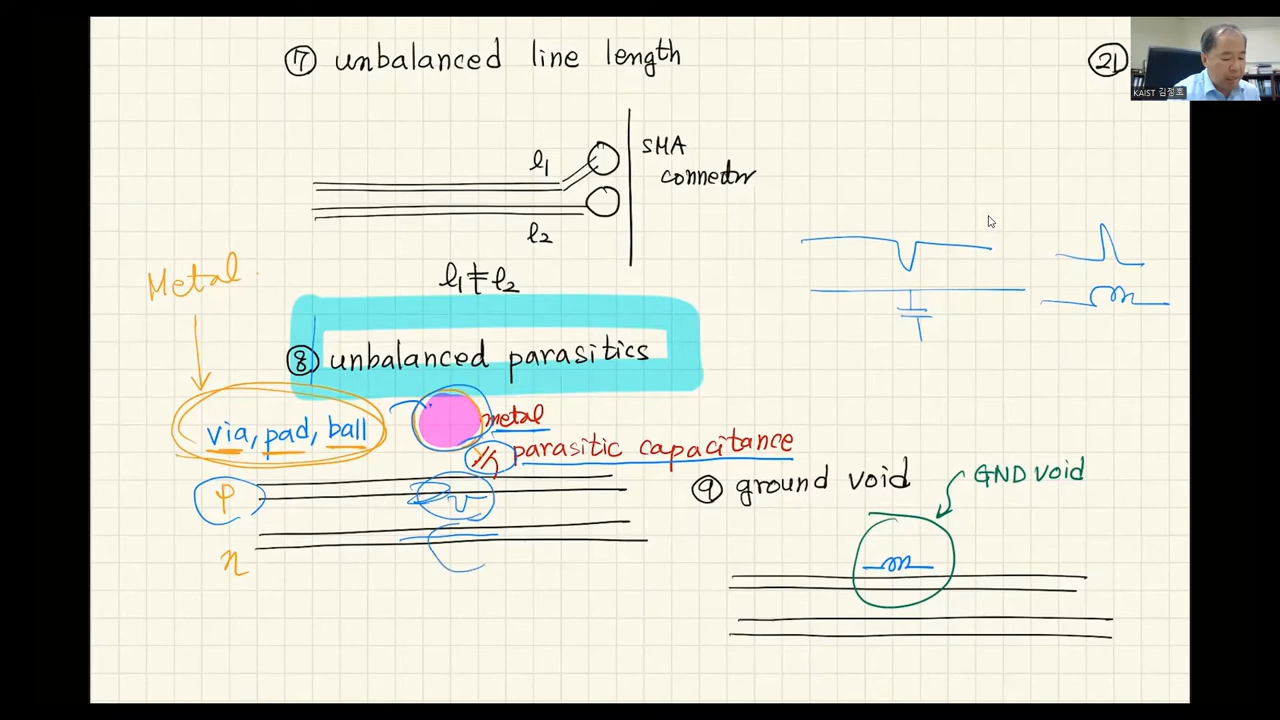 ⑦ unbalanced line length
21
KAIST 김정호
SMA
connector
l1
l2
l1≠l2
Metal
⑧ unbalanced parasitics
via, pad, ball
metal
parasitic capacitance
P
n
⑨ ground void
GND void